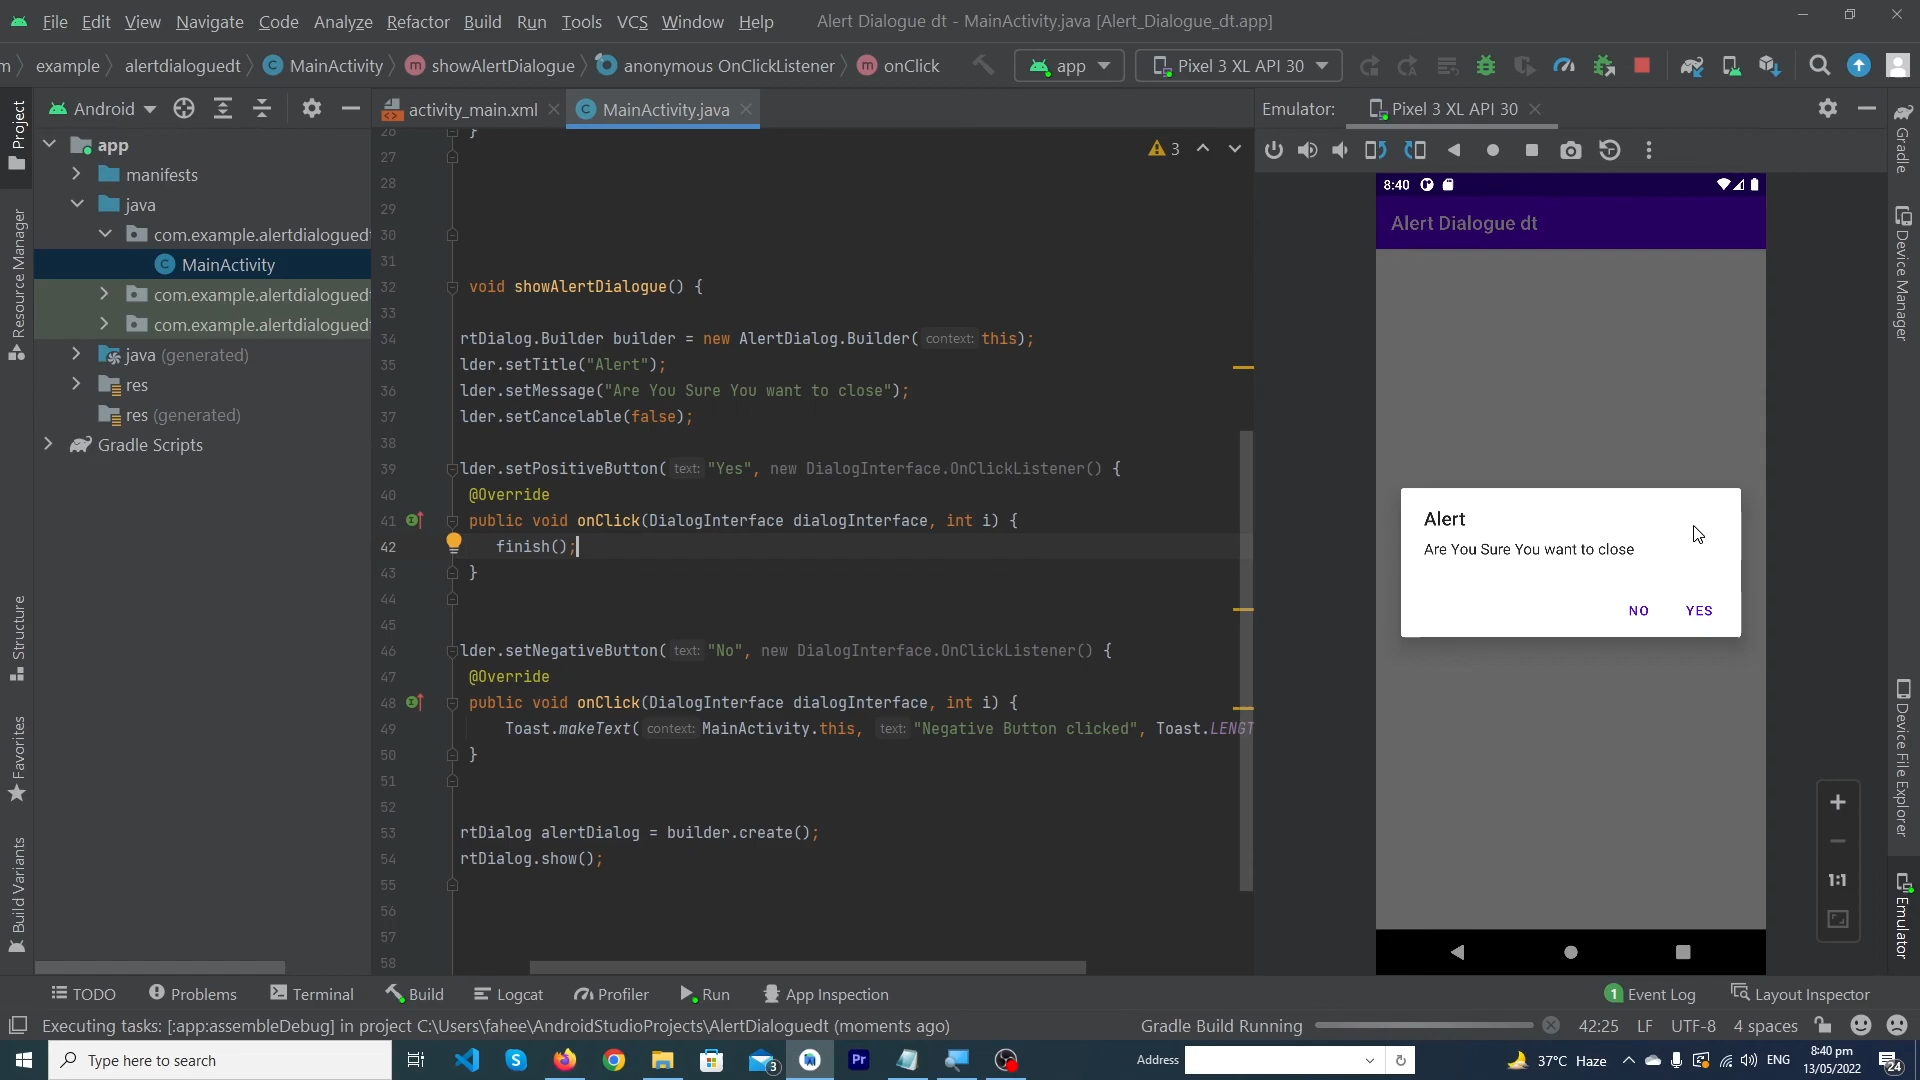 File Edit View Navigate Code Analyze Refactor Build Run Tools VCS Window Help Alert Dialogue dt - MainActivity.java [Alert_Dialogue_dt.app]
m example alertdialoguedt MainActivity showAlertDialogue anonymous OnClickListener onClick app Pixel 3 XL API 30
Project
Resource Manager
Structure
Favorites
Build Variants
Android
app
manifests
java
com.example.alertdialoguedt
MainActivity
com.example.alertdialoguedt
com.example.alertdialoguedt
java (generated)
res
res (generated)
Gradle Scripts
activity_main.xml MainActivity.java
3
26 }
27
28
29
30
31
32 void showAlertDialogue() {
33
34 rtDialog.Builder builder = new AlertDialog.Builder( context: this);
35 lder.setTitle("Alert");
36 lder.setMessage("Are You Sure You want to close");
37 lder.setCancelable(false);
38
39 lder.setPositiveButton( text: "Yes", new DialogInterface.OnClickListener() {
40 @Override
41 public void onClick(DialogInterface dialogInterface, int i) {
42 finish();
43 }
44
45
46 lder.setNegativeButton( text: "No", new DialogInterface.OnClickListener() {
47 @Override
48 public void onClick(DialogInterface dialogInterface, int i) {
49 Toast.makeText( context: MainActivity.this, text: "Negative Button clicked", Toast.LENGT
50 }
51
52
53 rtDialog alertDialog = builder.create();
54 rtDialog.show();
55
56
57
58
Emulator: Pixel 3 XL API 30
8:40
Alert Dialogue dt
Alert
Are You Sure You want to close
NO YES
1:1
Gradle
Device Manager
Device File Explorer
Emulator
TODO Problems Terminal Build Logcat Profiler Run App Inspection 1 Event Log Layout Inspector
Executing tasks: [:app:assembleDebug] in project C:\Users\fahee\AndroidStudioProjects\AlertDialoguedt (moments ago) Gradle Build Running 42:25 LF UTF-8 4 spaces
Type here to search 3 Pr Address 37°C Haze ENG 8:40 pm
13/05/2022 24